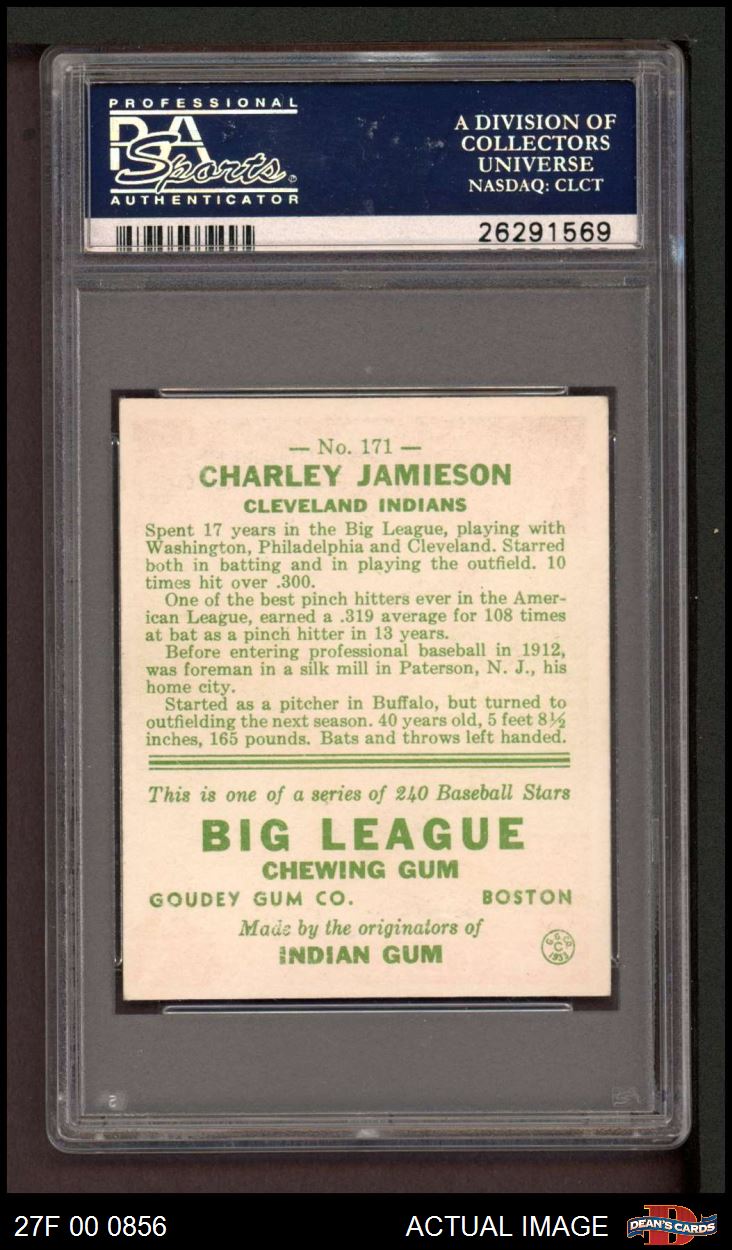 PROFESSIONAL
PSA
Sports
AUTHENTICATOR
A DIVISION OF
COLLECTORS
UNIVERSE
NASDAQ: CLCT
26291569
— No. 171 —
CHARLEY JAMIESON
CLEVELAND INDIANS
Spent 17 years in the Big League, playing with
Washington, Philadelphia and Cleveland. Starred
both in batting and in playing the outfield. 10
times hit over .300.
One of the best pinch hitters ever in the Amer-
ican League, earned a .319 average for 108 times
at bat as a pinch hitter in 13 years.
Before entering professional baseball in 1912,
was foreman in a silk mill in Paterson, N. J., his
home city.
Started as a pitcher in Buffalo, but turned to
outfielding the next season. 40 years old, 5 feet 8½
inches, 165 pounds. Bats and throws left handed.
This is one of a series of 240 Baseball Stars
BIG LEAGUE
CHEWING GUM
GOUDEY GUM CO. BOSTON
Made by the originators of
INDIAN GUM
G. G. CO.
C
1933
27F 00 0856 ACTUAL IMAGE DEAN'S CARDS